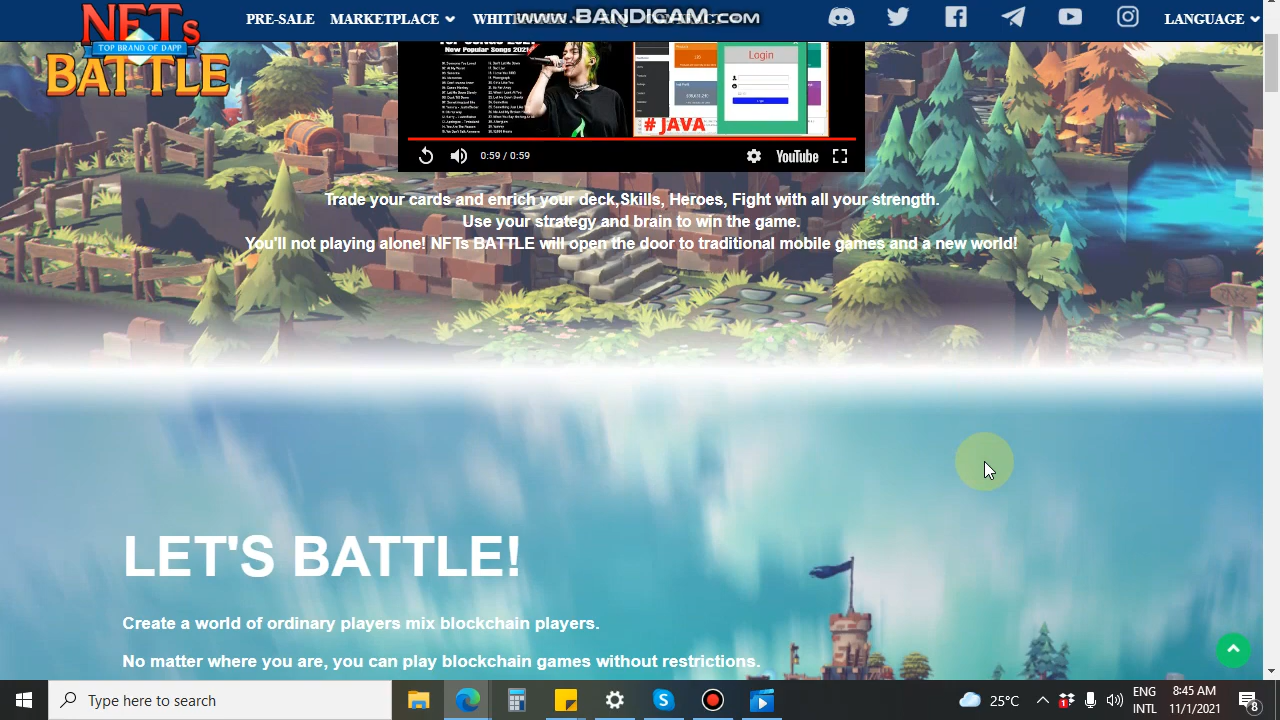 NFTs
TOP BRAND OF DAPP
BATTLE
PRE-SALE
MARKETPLACE
WHIT
www.BANDICAM.com
LANGUAGE
New Popular Songs 2021
Login
# JAVA
0:59 / 0:59
YouTube
Trade your cards and enrich your deck,Skills, Heroes, Fight with all your strength.
Use your strategy and brain to win the game.
You'll not playing alone! NFTs BATTLE will open the door to traditional mobile games and a new world!
LET'S BATTLE!
Create a world of ordinary players mix blockchain players.
No matter where you are, you can play blockchain games without restrictions.
Type here to search
25°C
ENG
INTL
8:45 AM
11/1/2021